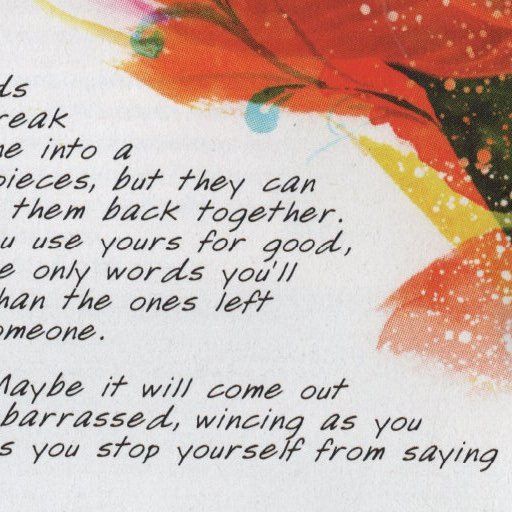 ds
reak
e into a
pieces, but they can
them back together.
u use yours for good,
e only words you'll
han the ones left
omeone.
Maybe it will come out
barrassed, wincing as you
s you stop yourself from saying